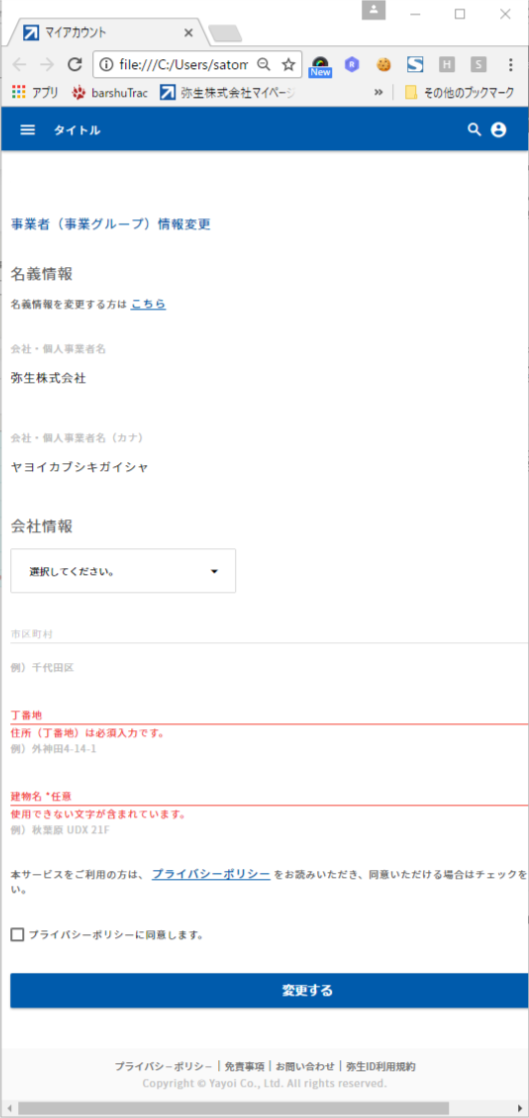 マイアカウント
file:///C:/Users/satom
New
H
S
アプリ barshuTrac 弥生株式会社マイページ » その他のブックマーク
タイトル
事業者（事業グループ）情報変更
名義情報
名義情報を変更する方は こちら
会社・個人事業者名
弥生株式会社
会社・個人事業者名（カナ）
ヤヨイカブシキガイシャ
会社情報
選択してください。
市区町村
例）千代田区
丁番地
住所（丁番地）は必須入力です。
例）外神田4-14-1
建物名 *任意
使用できない文字が含まれています。
例）秋葉原 UDX 21F
本サービスをご利用の方は、 プライバシーポリシー をお読みいただき、同意いただける場合はチェックを
い。
プライバシーポリシーに同意します。
変更する
プライバシーポリシー | 免責事項 | お問い合わせ | 弥生ID利用規約
Copyright © Yayoi Co., Ltd. All rights reserved.